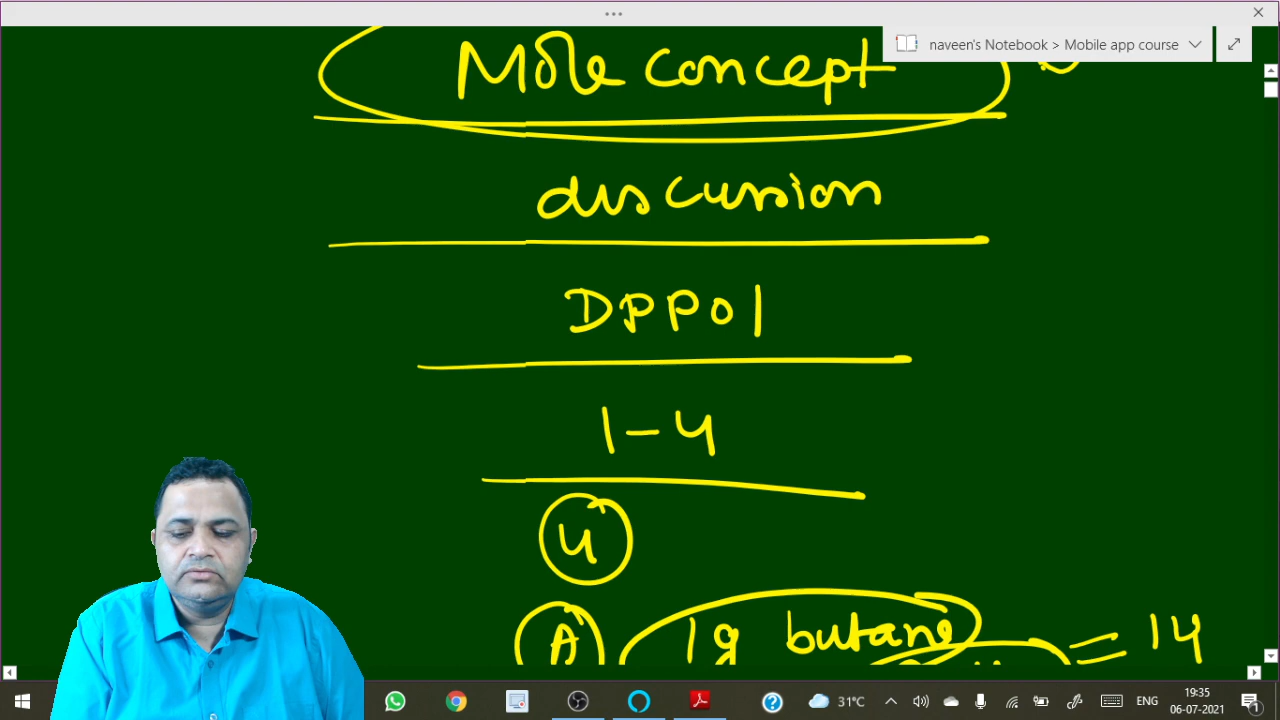 naveen's Notebook > Mobile app course
Mole concept
discussion
DPP01
1-4
4
A 1g butane = 14
31°C
ENG
19:35
06-07-2021
1